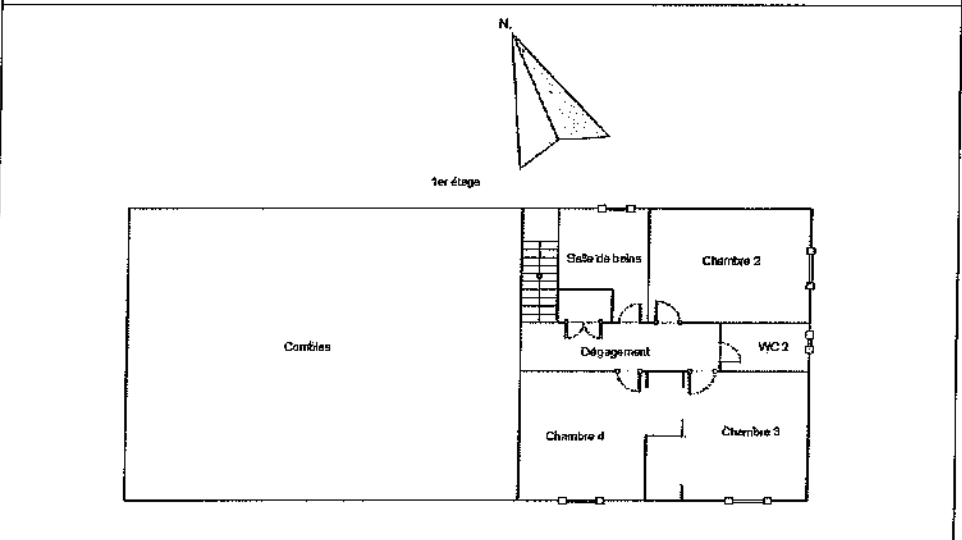 N.
1er étage
Salle de bains
Chambre 2
Combles
Dégagement
WC 2
Chambre 4
Chambre 3